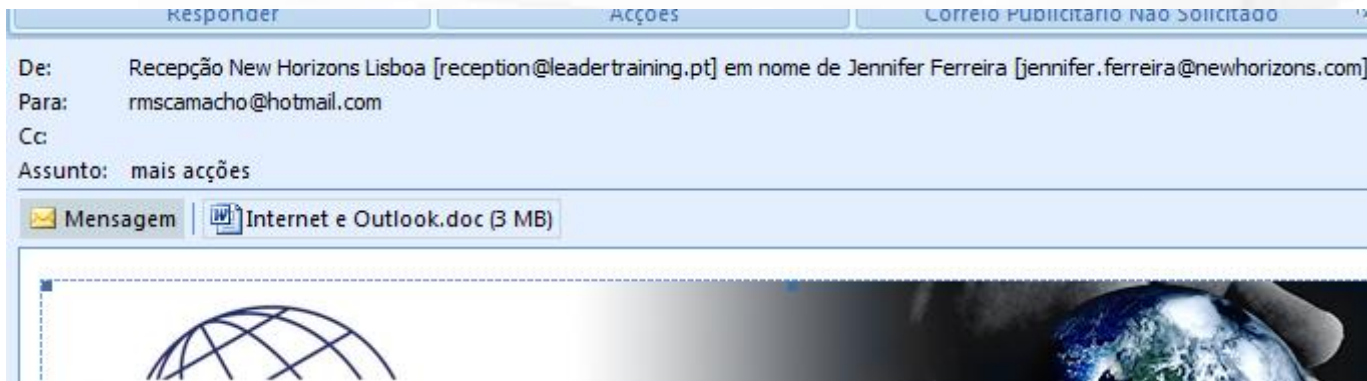 Responder Acções Correio Publicitário Não Solicitado
De: Recepção New Horizons Lisboa [reception@leadertraining.pt] em nome de Jennifer Ferreira [jennifer.ferreira@newhorizons.com]
Para: rmscamacho@hotmail.com
Cc:
Assunto: mais acções
Mensagem Internet e Outlook.doc (3 MB)